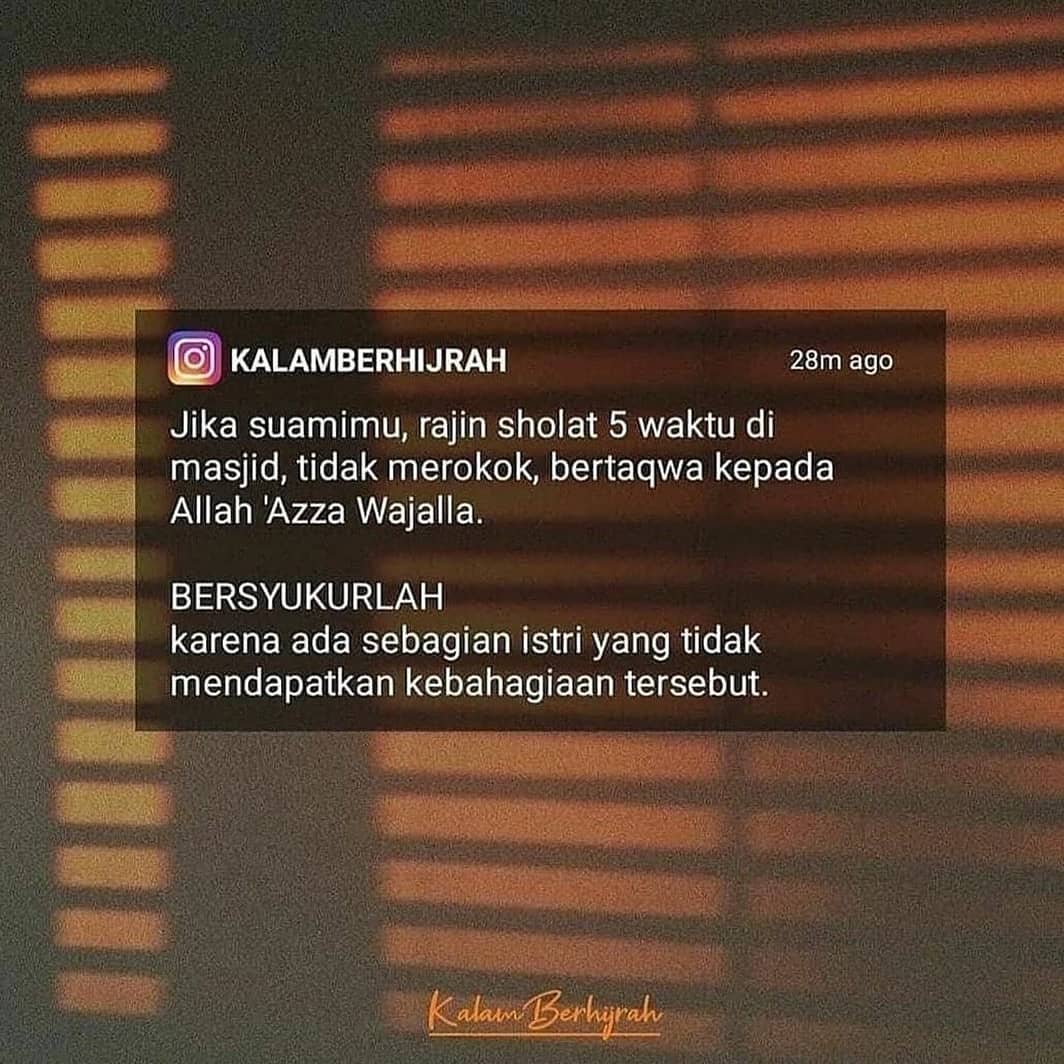 KALAMBERHIJRAH
28m ago
Jika suamimu, rajin sholat 5 waktu di
masjid, tidak merokok, bertaqwa kepada
Allah 'Azza Wajalla.
BERSYUKURLAH
karena ada sebagian istri yang tidak
mendapatkan kebahagiaan tersebut.
Kalam Berhijrah